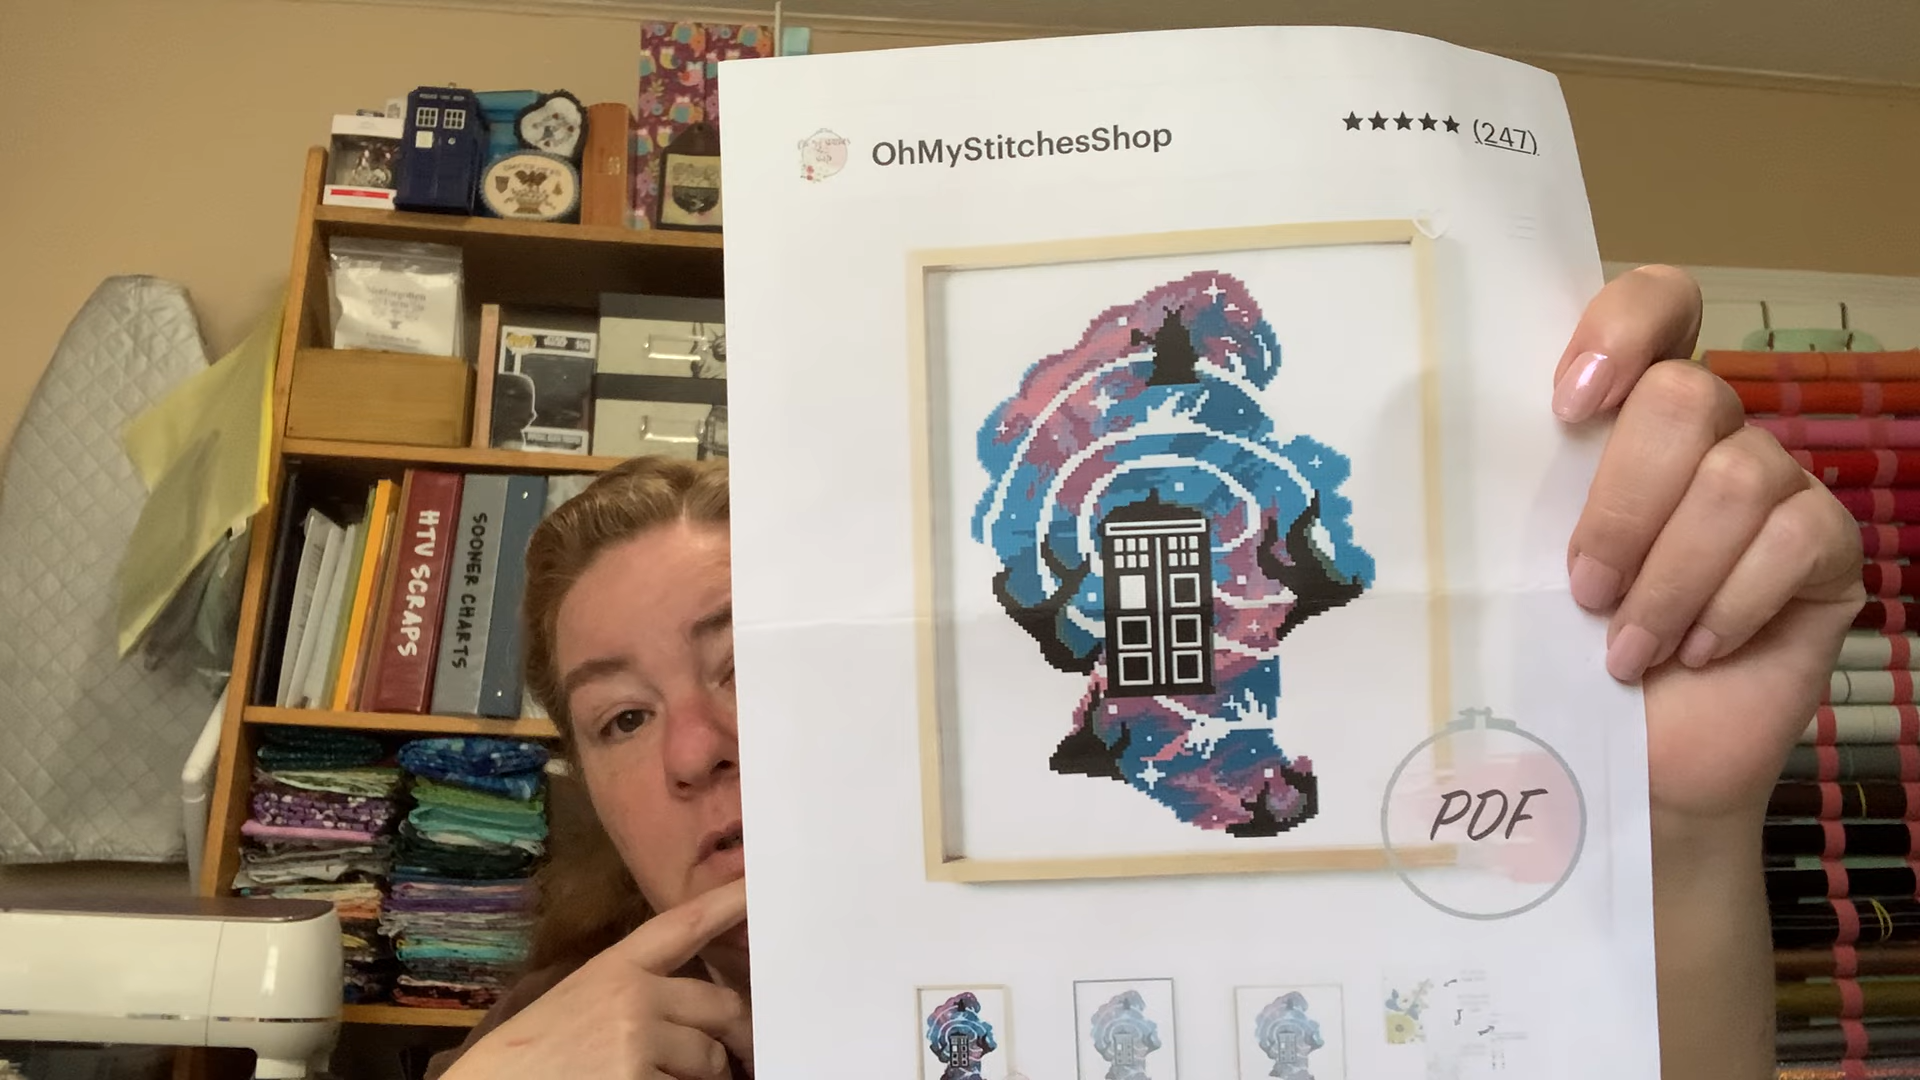 OhMyStitchesShop
★★★★★ (247)
PDF
HTV SCRAPS
SOONER CHARTS